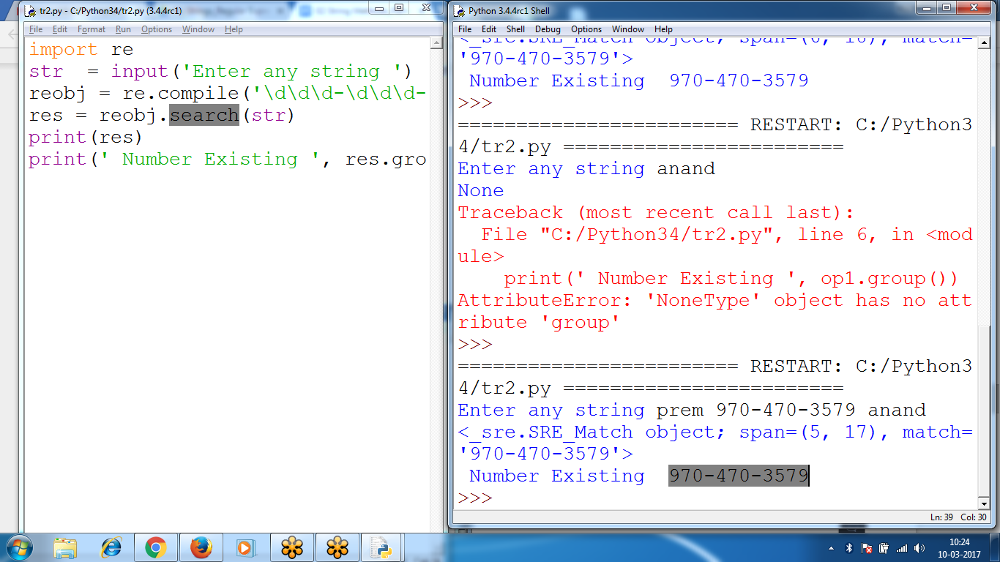 tr2.py - C:/Python34/tr2.py (3.4.4rc1)
File Edit Format Run Options Window Help
import re
str  = input('Enter any string ')
reobj = re.compile('\d\d\d-\d\d\d-
res = reobj.search(str)
print(res)
print(' Number Existing ', res.gro
Python 3.4.4rc1 Shell
File Edit Shell Debug Options Window Help
<_sre.SRE_Match object; span=(6, 18), match=
'970-470-3579'>
 Number Existing  970-470-3579
>>>
======================== RESTART: C:/Python3
4/tr2.py ========================
Enter any string anand
None
Traceback (most recent call last):
  File "C:/Python34/tr2.py", line 6, in <mod
ule>
    print(' Number Existing ', op1.group())
AttributeError: 'NoneType' object has no att
ribute 'group'
>>>
======================== RESTART: C:/Python3
4/tr2.py ========================
Enter any string prem 970-470-3579 anand
<_sre.SRE_Match object; span=(5, 17), match=
'970-470-3579'>
 Number Existing  970-470-3579
>>>
Ln: 39 Col: 30
10:24
10-03-2017